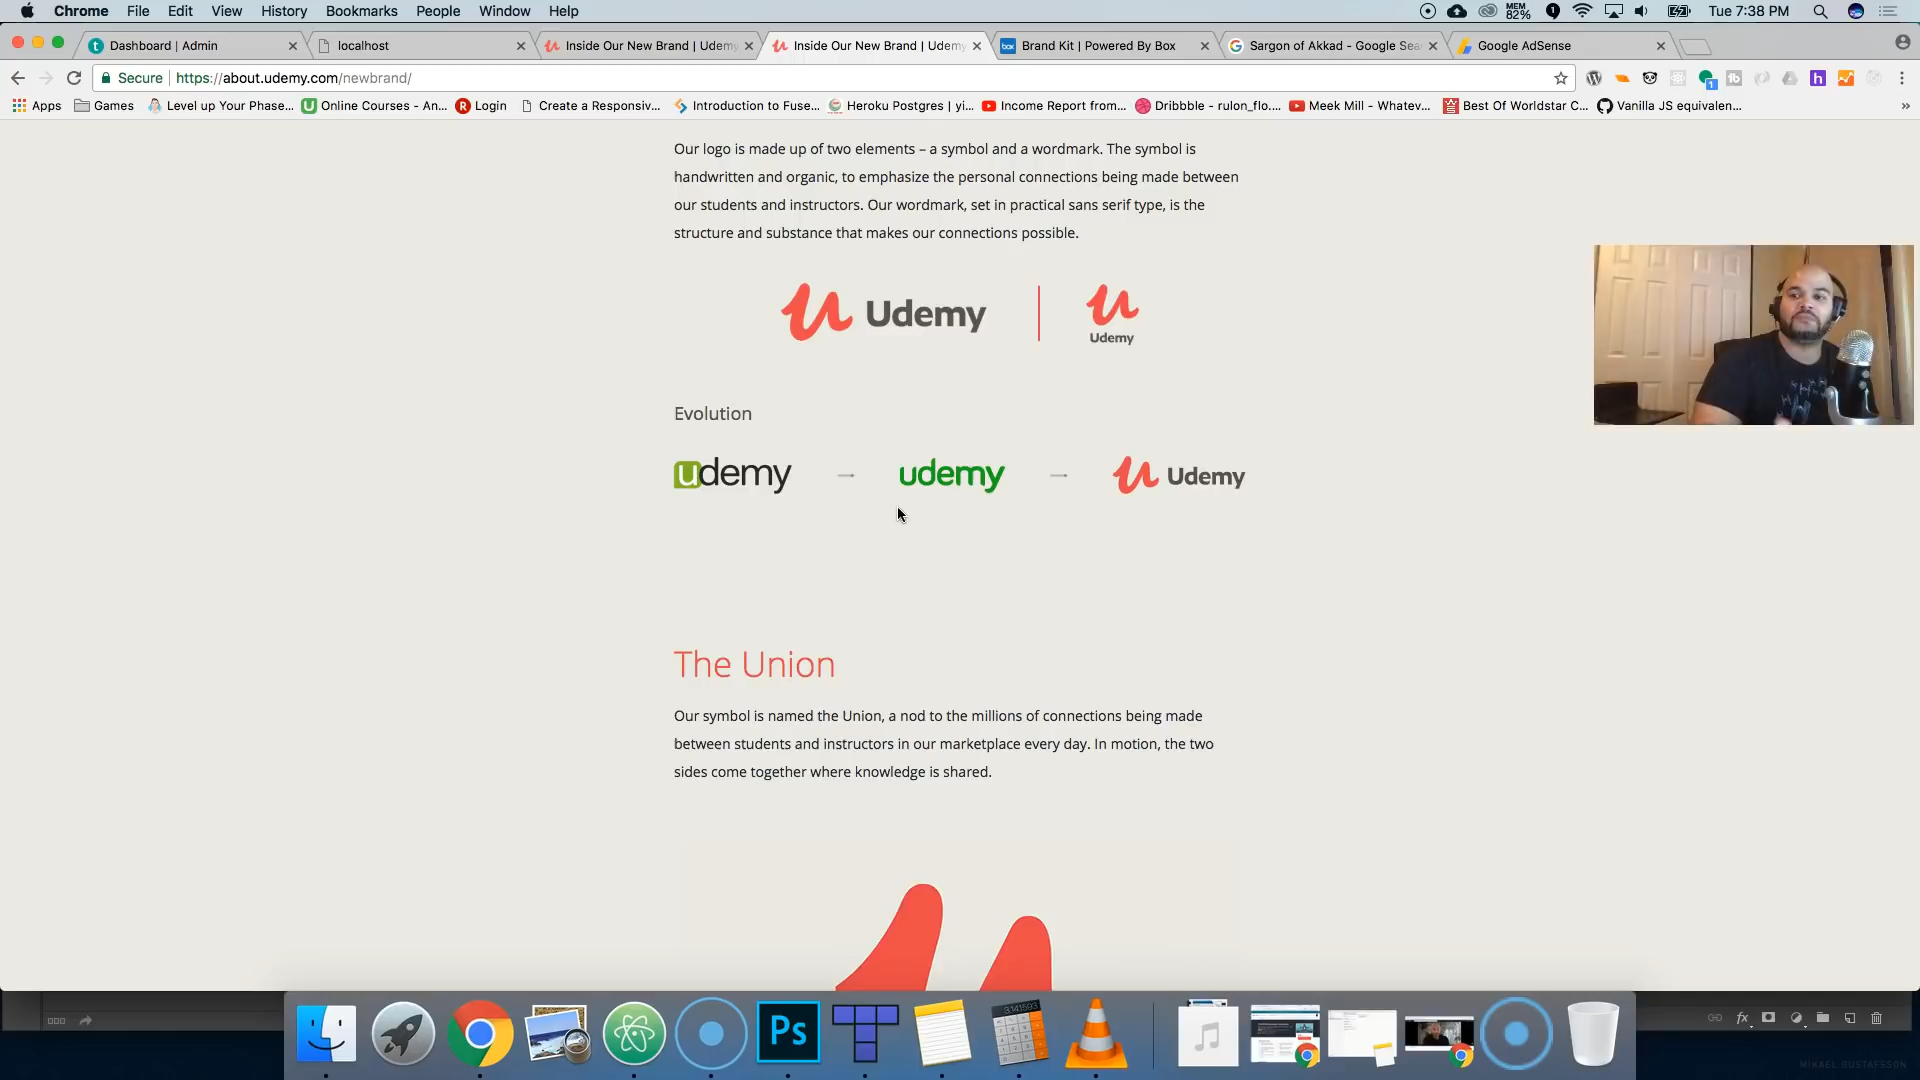 Chrome File Edit View History Bookmarks People Window Help
MEM
82%
Tue 7:38 PM
Dashboard | Admin
localhost
Inside Our New Brand | Udemy
Inside Our New Brand | Udemy
Brand Kit | Powered By Box
Sargon of Akkad - Google Sea
Google AdSense
Secure https://about.udemy.com/newbrand/
Apps Games Level up Your Phase... Online Courses - An... Login Create a Responsiv... Introduction to Fuse... Heroku Postgres | yi... Income Report from... Dribbble - rulon_flo.... Meek Mill - Whatev... Best Of Worldstar C... Vanilla JS equivalen... »
Our logo is made up of two elements – a symbol and a wordmark. The symbol is
handwritten and organic, to emphasize the personal connections being made between
our students and instructors. Our wordmark, set in practical sans serif type, is the
structure and substance that makes our connections possible.
u Udemy
u
Udemy
Evolution
udemy → udemy → u Udemy
The Union
Our symbol is named the Union, a nod to the millions of connections being made
between students and instructors in our marketplace every day. In motion, the two
sides come together where knowledge is shared.
Ps
fx
MIKAEL GUSTAFSSON